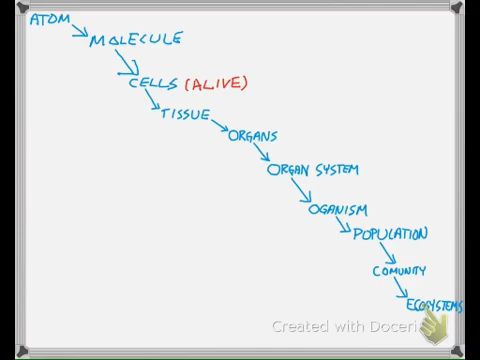 ATOM
MOLECULE
CELLS (ALIVE)
TISSUE
ORGANS
ORGAN SYSTEM
OGANISM
POPULATION
COMUNITY
ECOSYSTEMS
Created with Doceri